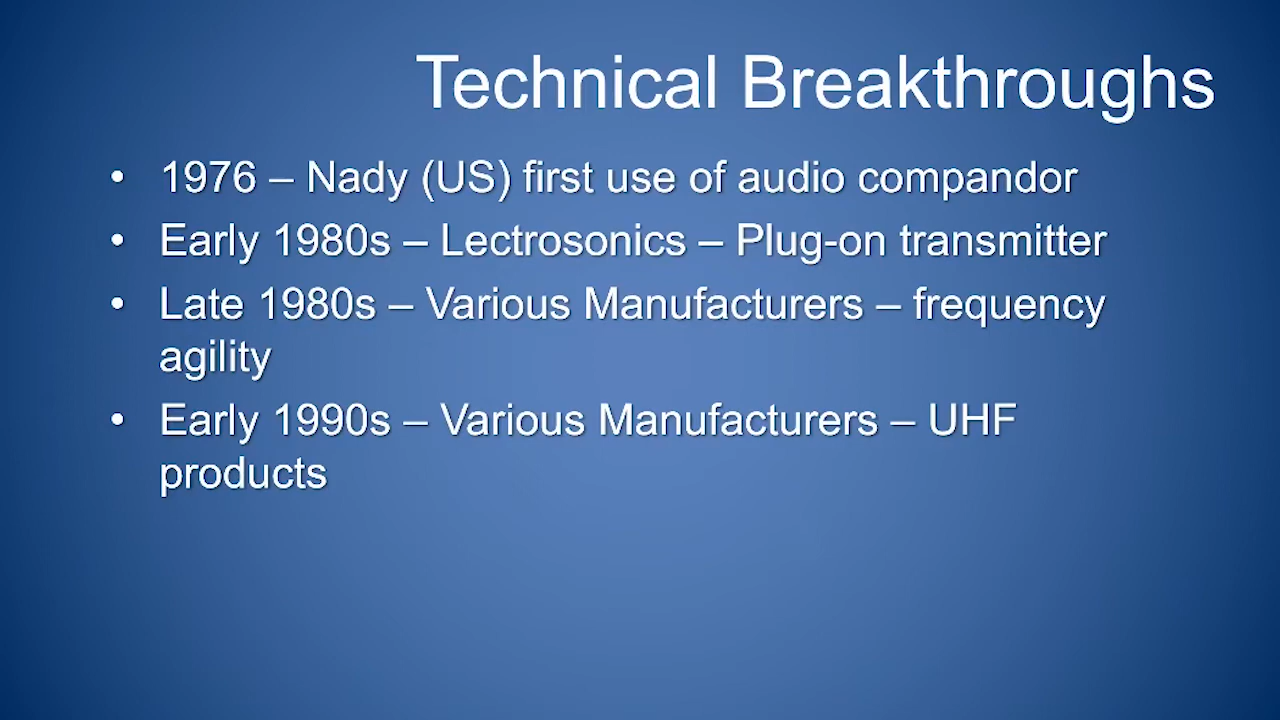 Technical Breakthroughs
• 1976 – Nady (US) first use of audio compandor
• Early 1980s – Lectrosonics – Plug-on transmitter
• Late 1980s – Various Manufacturers – frequency
agility
• Early 1990s – Various Manufacturers – UHF
products